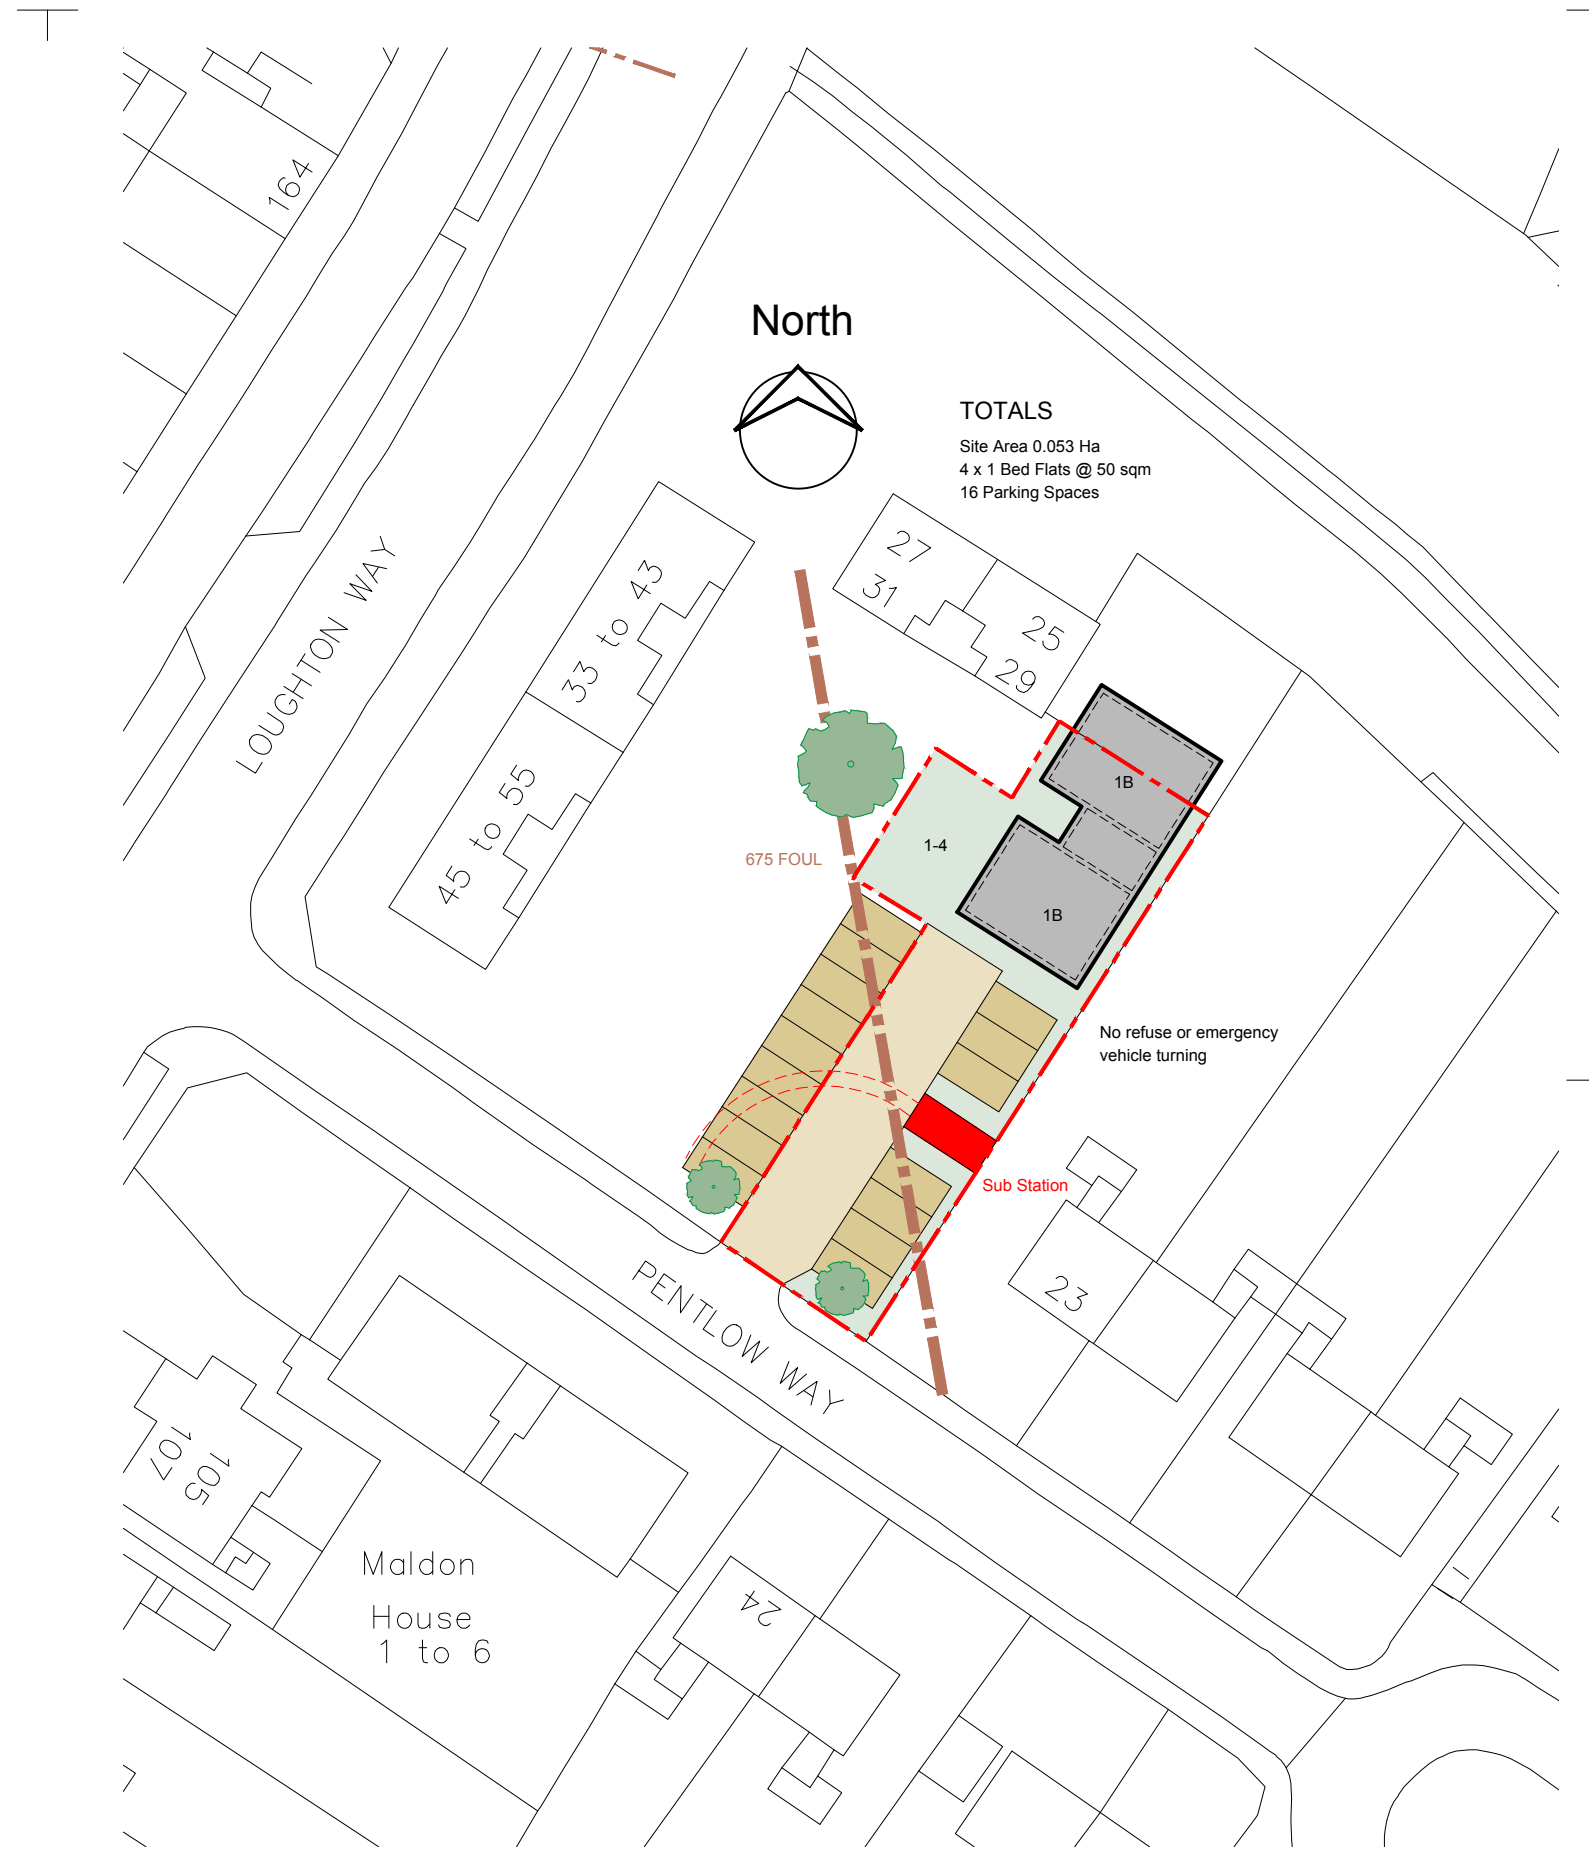 164
North
TOTALS
Site Area 0.053 Ha
4 x 1 Bed Flats @ 50 sqm
16 Parking Spaces
LOUGHTON WAY
33 to 43
45 to 55
27
31
25
29
1B
1-4
675 FOUL
1B
No refuse or emergency
vehicle turning
Sub Station
23
PENTLOW WAY
105
107
Maldon
House
1 to 6
24